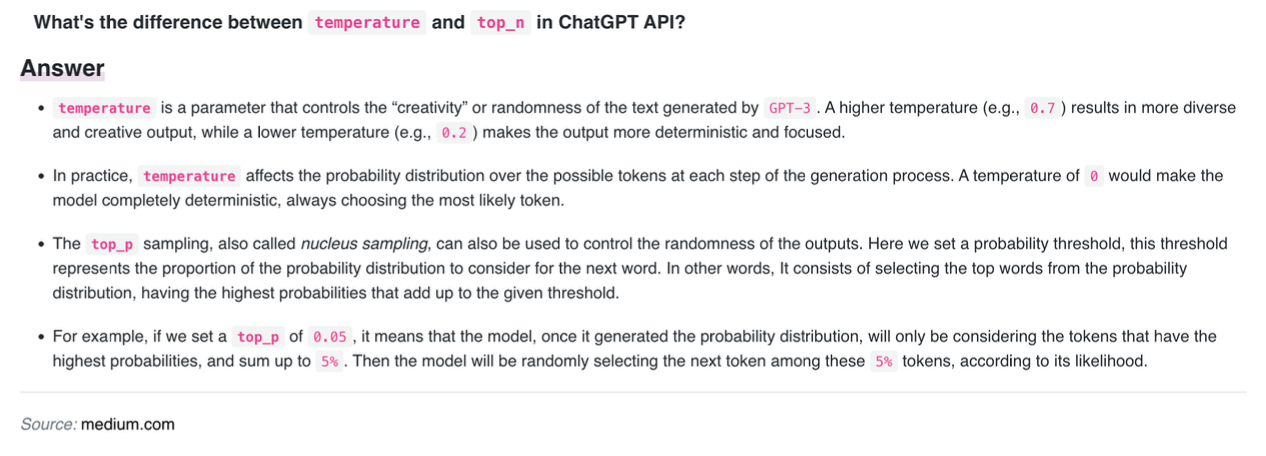 What's the difference between temperature and top_n in ChatGPT API?
Answer
• temperature is a parameter that controls the “creativity” or randomness of the text generated by GPT-3. A higher temperature (e.g., 0.7) results in more diverse
and creative output, while a lower temperature (e.g., 0.2) makes the output more deterministic and focused.
• In practice, temperature affects the probability distribution over the possible tokens at each step of the generation process. A temperature of 0 would make the
model completely deterministic, always choosing the most likely token.
• The top_p sampling, also called nucleus sampling, can also be used to control the randomness of the outputs. Here we set a probability threshold, this threshold
represents the proportion of the probability distribution to consider for the next word. In other words, It consists of selecting the top words from the probability
distribution, having the highest probabilities that add up to the given threshold.
• For example, if we set a top_p of 0.05, it means that the model, once it generated the probability distribution, will only be considering the tokens that have the
highest probabilities, and sum up to 5%. Then the model will be randomly selecting the next token among these 5% tokens, according to its likelihood.
Source: medium.com